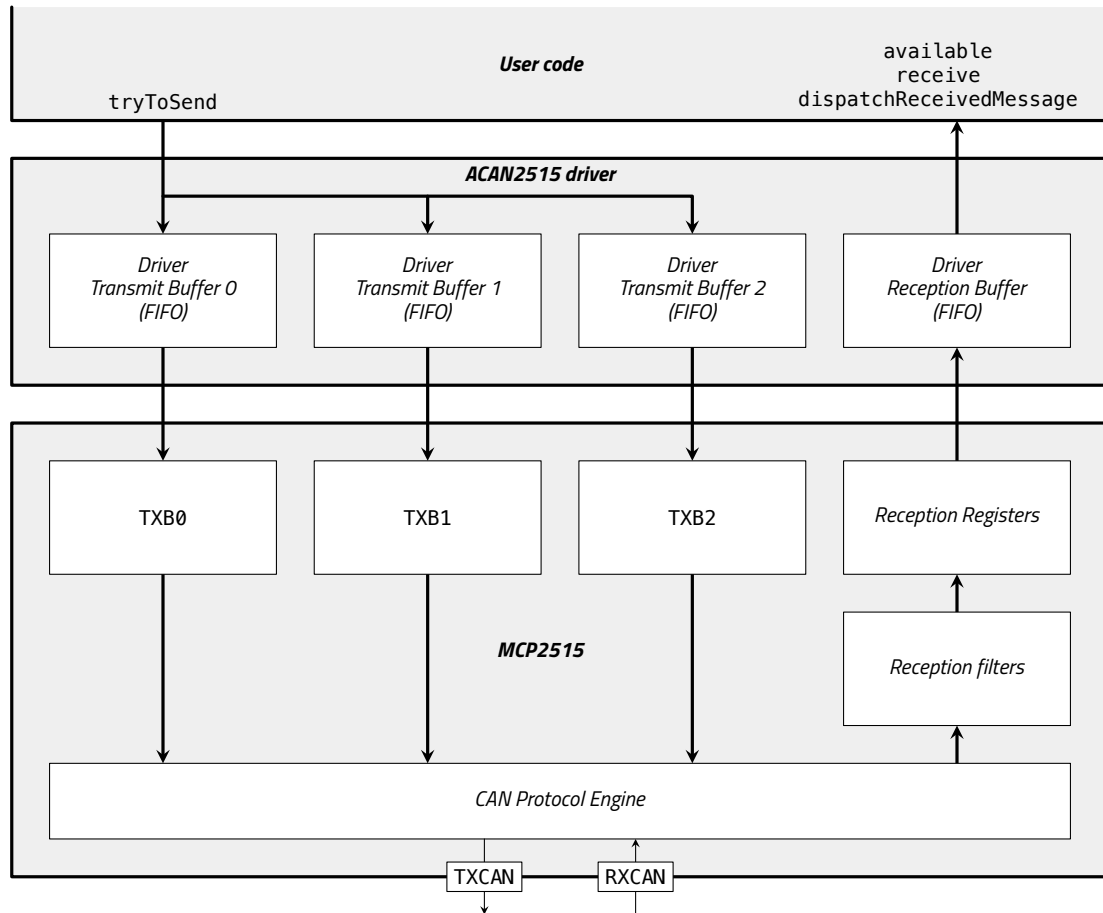 User code
tryToSend
available
receive
dispatchReceivedMessage
ACAN2515 driver
Driver
Transmit Buffer 0
(FIFO)
Driver
Transmit Buffer 1
(FIFO)
Driver
Transmit Buffer 2
(FIFO)
Driver
Reception Buffer
(FIFO)
TXB0
TXB1
TXB2
Reception Registers
MCP2515
Reception filters
CAN Protocol Engine
TXCAN
RXCAN